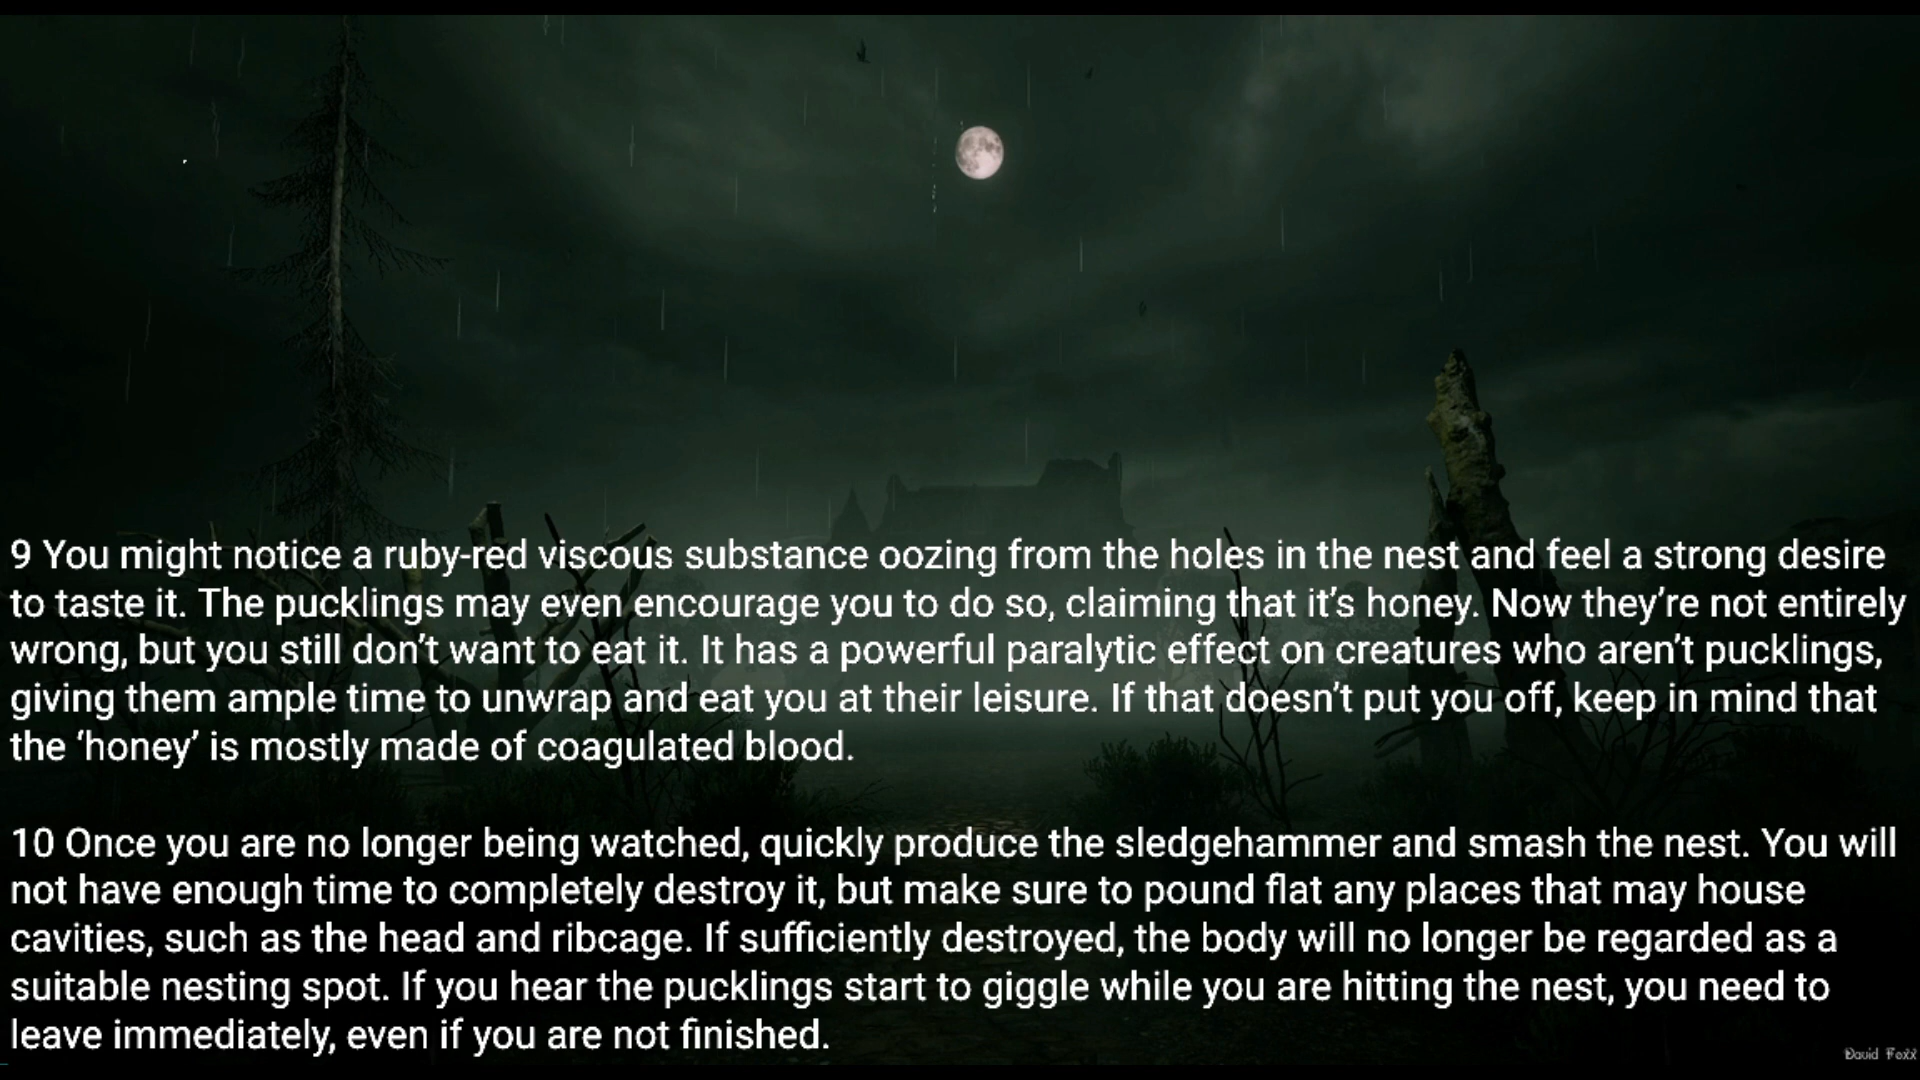 9 You might notice a ruby-red viscous substance oozing from the holes in the nest and feel a strong desire
to taste it. The pucklings may even encourage you to do so, claiming that it’s honey. Now they’re not entirely
wrong, but you still don’t want to eat it. It has a powerful paralytic effect on creatures who aren’t pucklings,
giving them ample time to unwrap and eat you at their leisure. If that doesn’t put you off, keep in mind that
the ‘honey’ is mostly made of coagulated blood.
10 Once you are no longer being watched, quickly produce the sledgehammer and smash the nest. You will
not have enough time to completely destroy it, but make sure to pound flat any places that may house
cavities, such as the head and ribcage. If sufficiently destroyed, the body will no longer be regarded as a
suitable nesting spot. If you hear the pucklings start to giggle while you are hitting the nest, you need to
leave immediately, even if you are not finished.
David Foxx